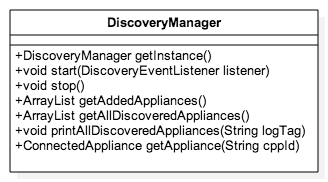 DiscoveryManager
+DiscoveryManager getInstance()
+void start(DiscoveryEventListener listener)
+void stop()
+ArrayList getAddedAppliances()
+ArrayList getAllDiscoveredAppliances()
+void printAllDiscoveredAppliances(String logTag)
+ConnectedAppliance getAppliance(String cppId)